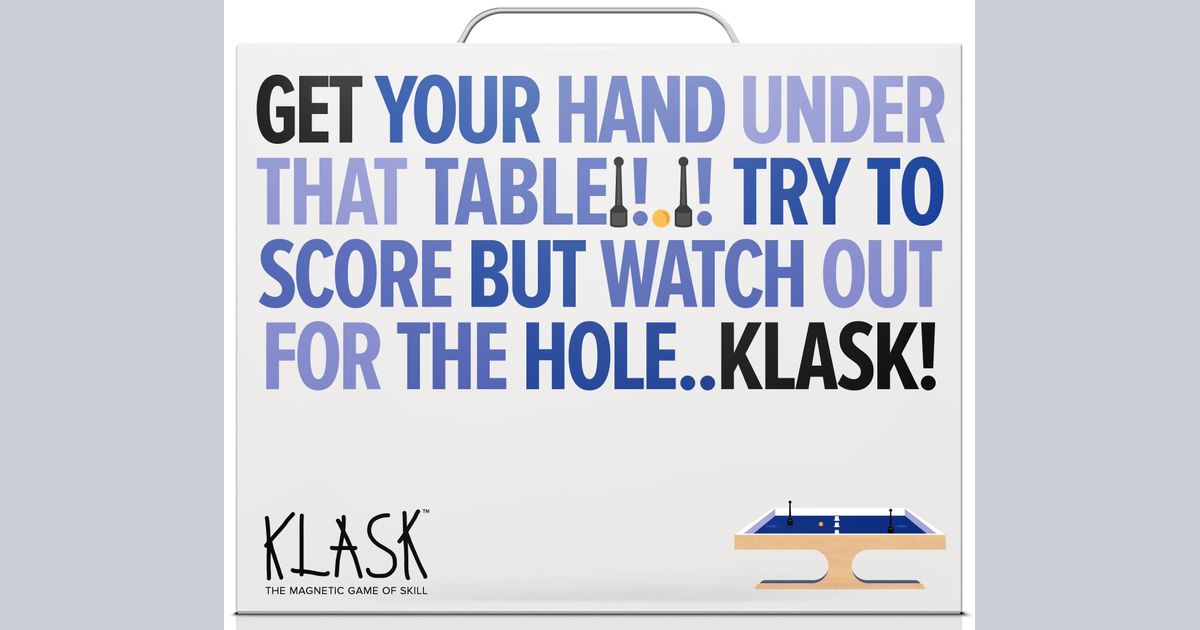 GET YOUR HAND UNDER
THAT TABLE!.! TRY TO
SCORE BUT WATCH OUT
FOR THE HOLE..KLASK!
KLASK™
THE MAGNETIC GAME OF SKILL